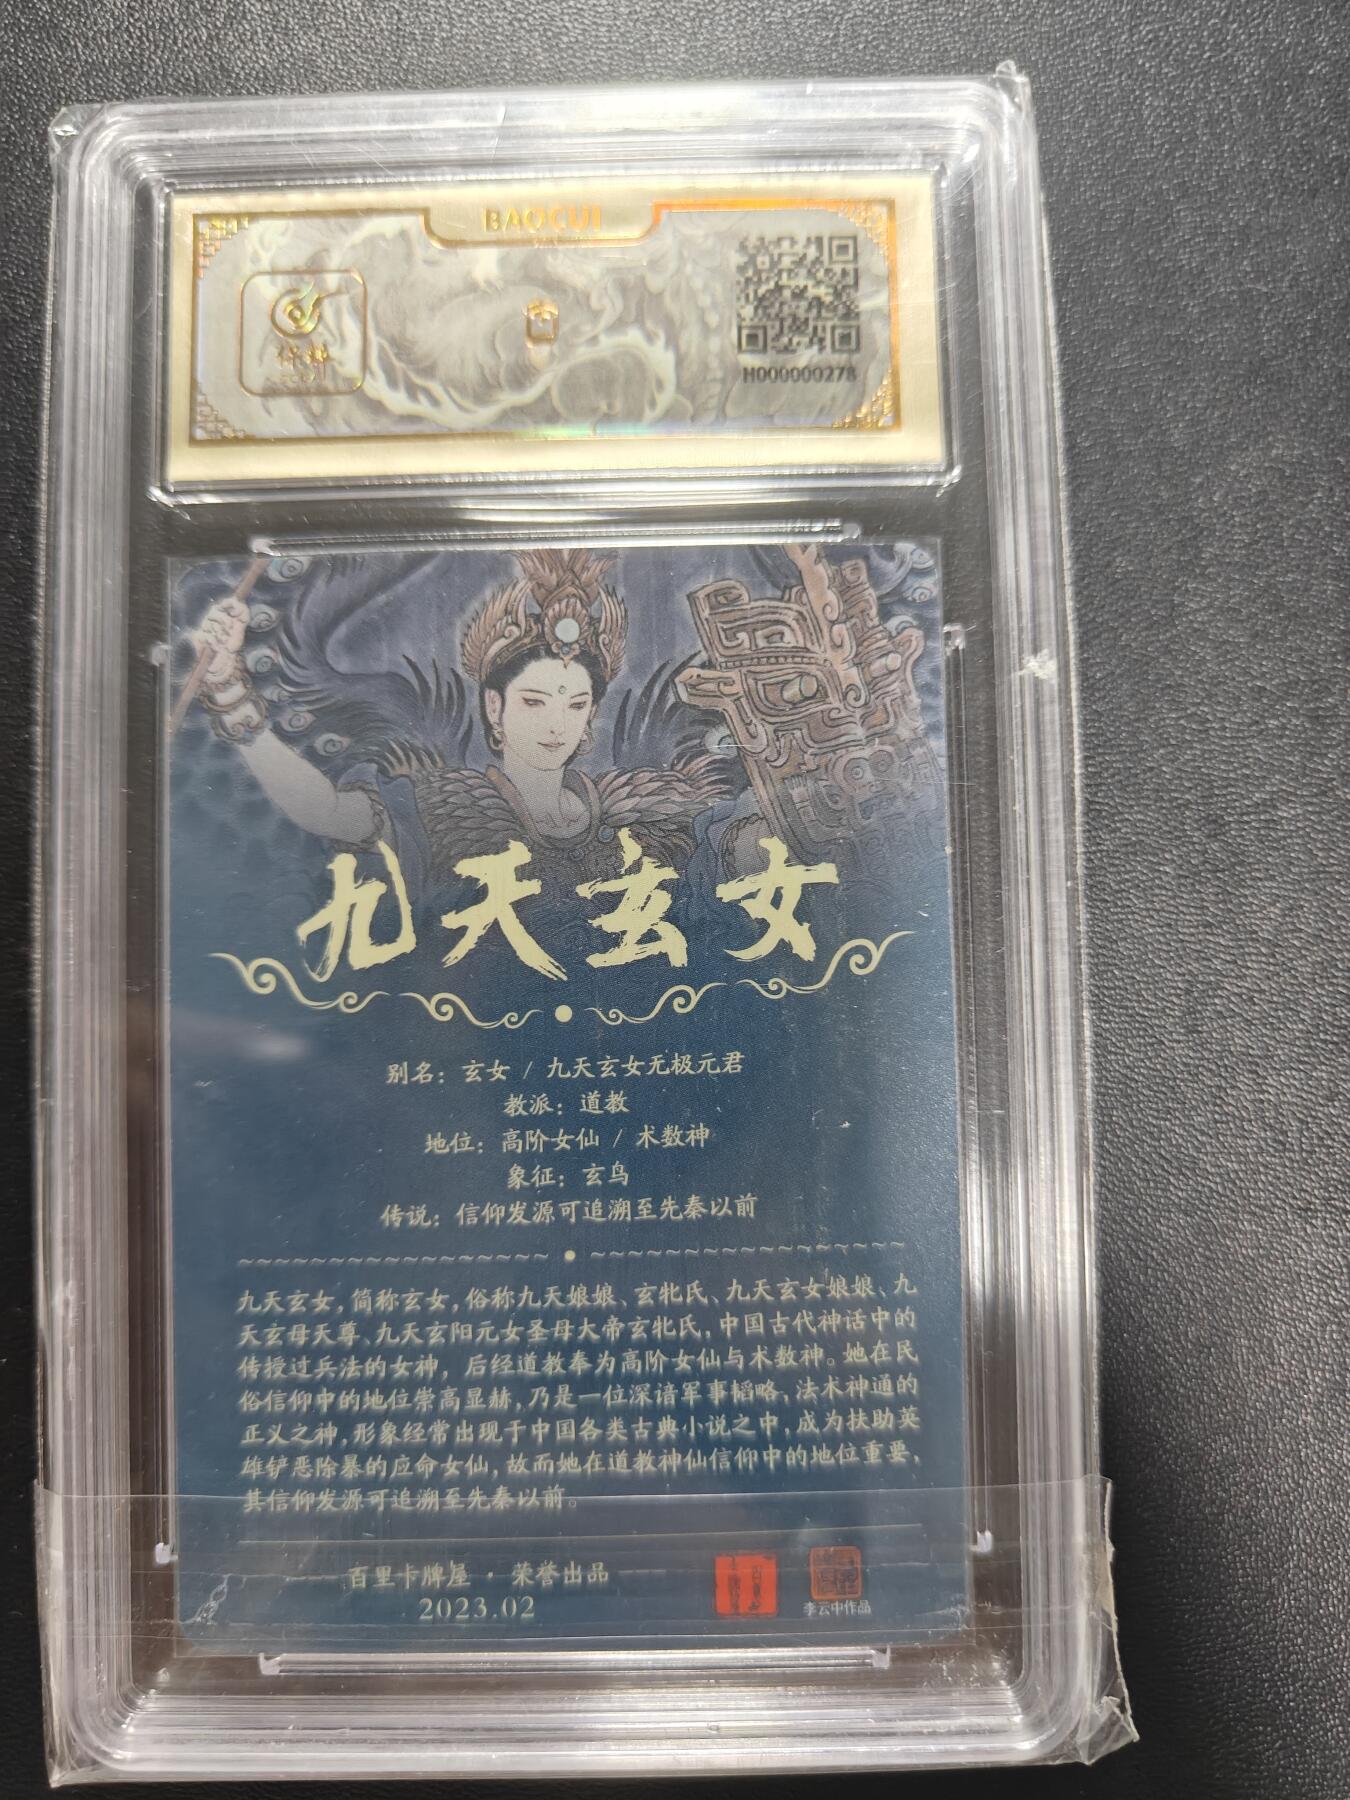 BAOCUI
保粹
H000000278
九天玄女
别名：玄女 / 九天玄女无极元君
教派：道教
地位：高阶女仙 / 术数神
象征：玄鸟
传说：信仰发源可追溯至先秦以前
九天玄女，简称玄女，俗称九天娘娘、玄牝氏、九天玄女娘娘、九
天玄母天尊、九天玄阳元女圣母大帝玄牝氏，中国古代神话中的
传授过兵法的女神，后经道教奉为高阶女仙与术数神。她在民
俗信仰中的地位崇高显赫，乃是一位深谙军事韬略，法术神通的
正义之神，形象经常出现于中国各类古典小说之中，成为扶助英
雄铲恶除暴的应命女仙，故而她在道教神仙信仰中的地位重要，
其信仰发源可追溯至先秦以前。
百里卡牌屋 · 荣誉出品
2023.02
李云中作品